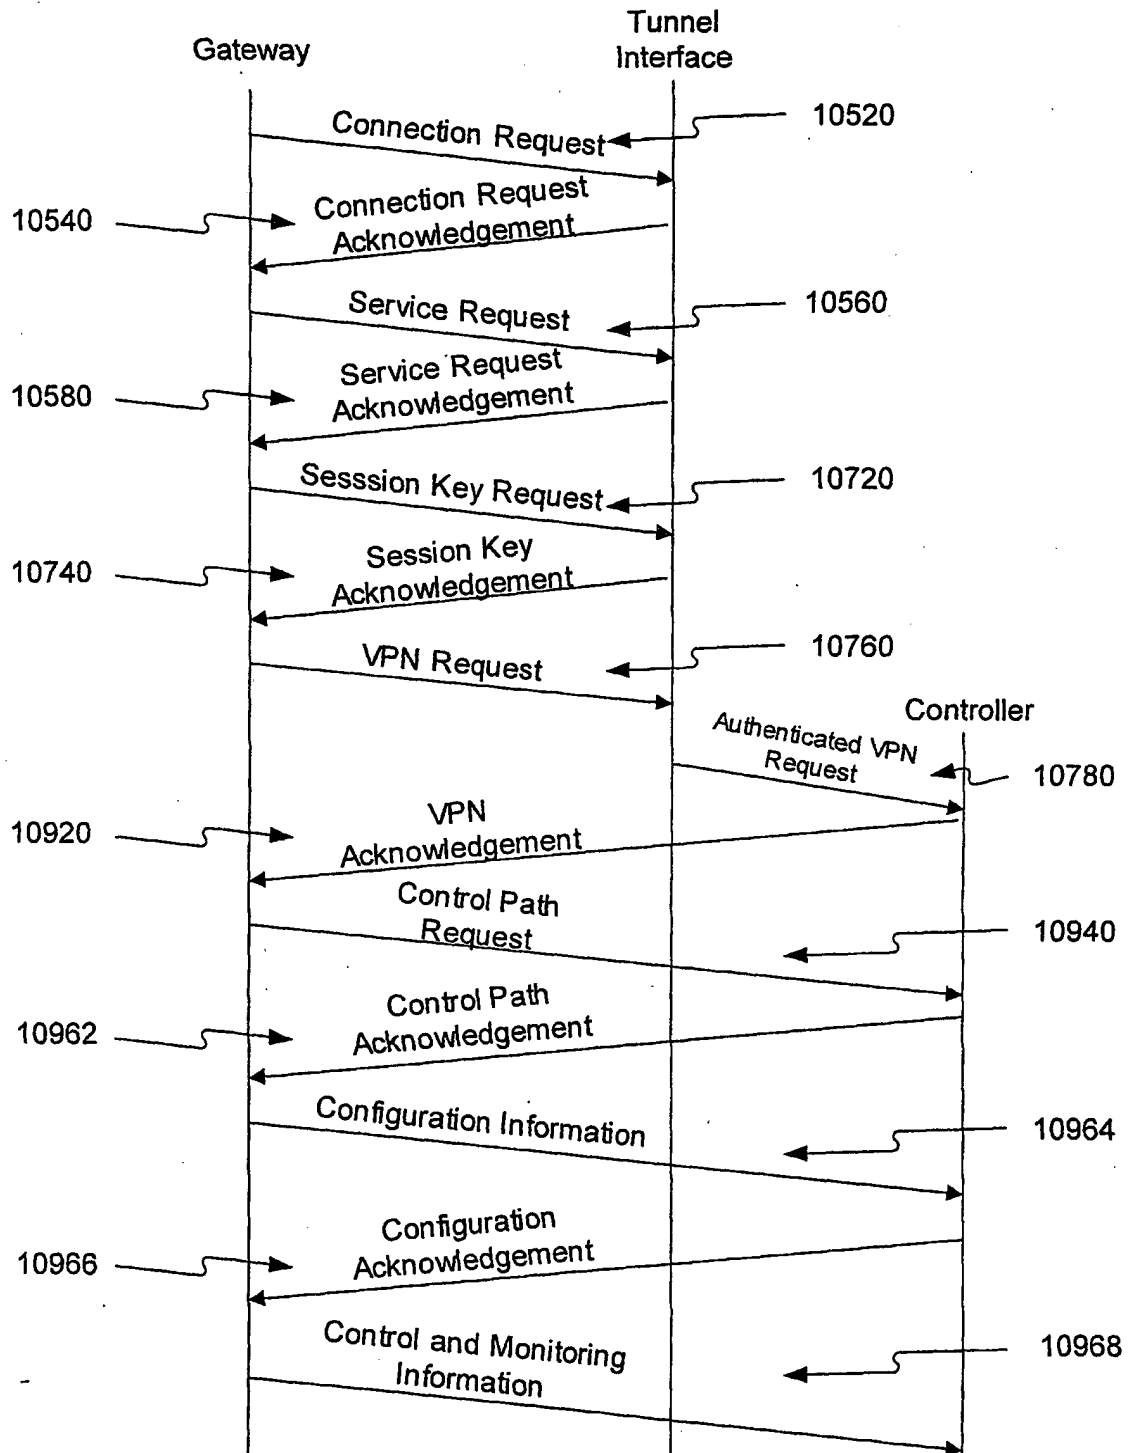 Gateway
Tunnel
Interface
Connection Request
10520
Connection Request
Acknowledgement
10540
Service Request
10560
Service Request
Acknowledgement
10580
Sesssion Key Request
10720
Session Key
Acknowledgement
10740
VPN Request
10760
Controller
Authenticated VPN
Request
10780
VPN
Acknowledgement
10920
Control Path
Request
10940
Control Path
Acknowledgement
10962
Configuration Information
10964
Configuration
Acknowledgement
10966
Control and Monitoring
Information
10968